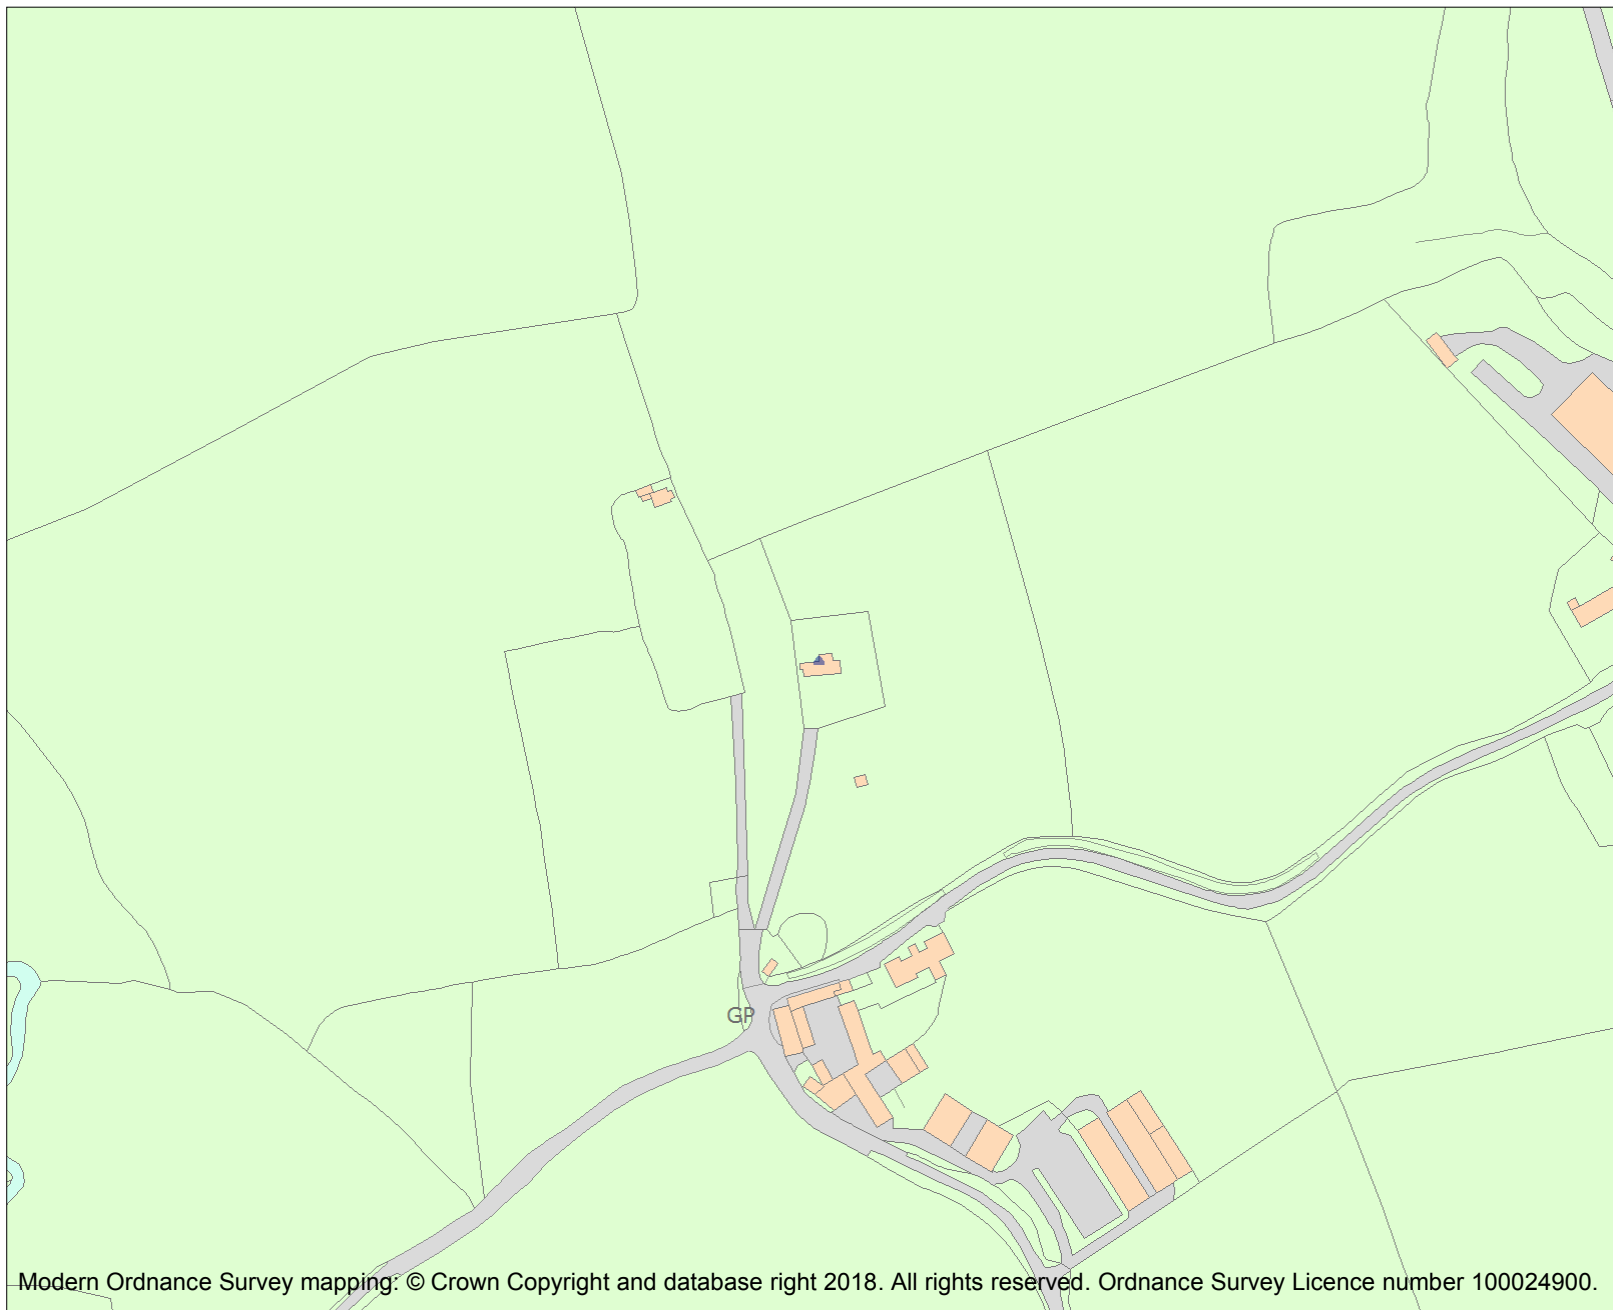 GP
Modern Ordnance Survey mapping: © Crown Copyright and database right 2018. All rights reserved. Ordnance Survey Licence number 100024900.